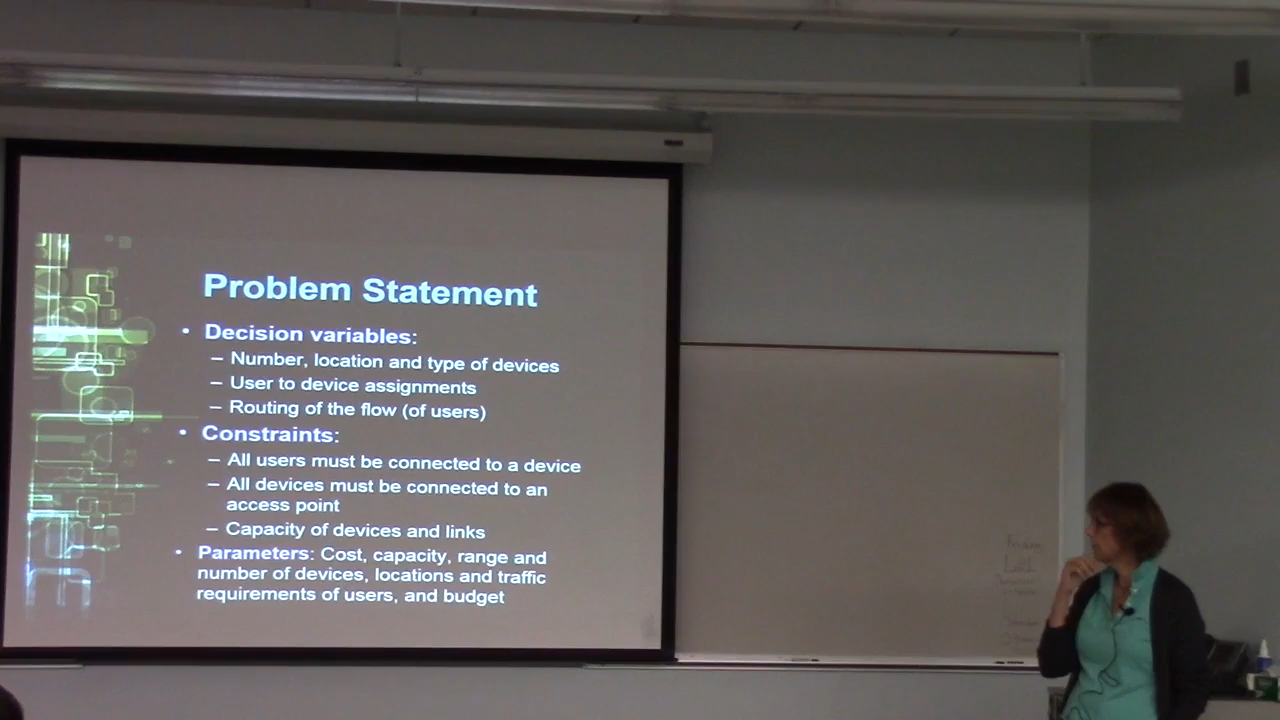 Problem Statement
• Decision variables:
– Number, location and type of devices
– User to device assignments
– Routing of the flow (of users)
• Constraints:
– All users must be connected to a device
– All devices must be connected to an
access point
– Capacity of devices and links
• Parameters: Cost, capacity, range and
number of devices, locations and traffic
requirements of users, and budget